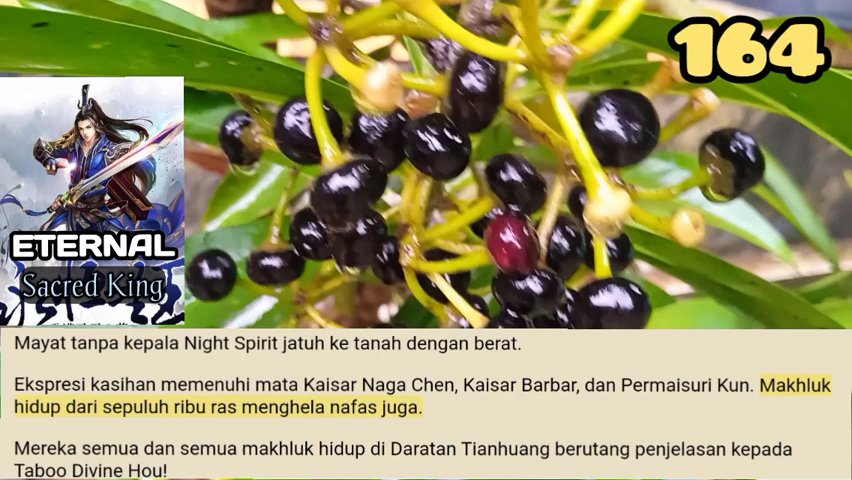 164
ETERNAL
Sacred King
Mayat tanpa kepala Night Spirit jatuh ke tanah dengan berat.
Ekspresi kasihan memenuhi mata Kaisar Naga Chen, Kaisar Barbar, dan Permaisuri Kun. Makhluk
hidup dari sepuluh ribu ras menghela nafas juga.
Mereka semua dan semua makhluk hidup di Daratan Tianhuang berutang penjelasan kepada
Taboo Divine Hou!